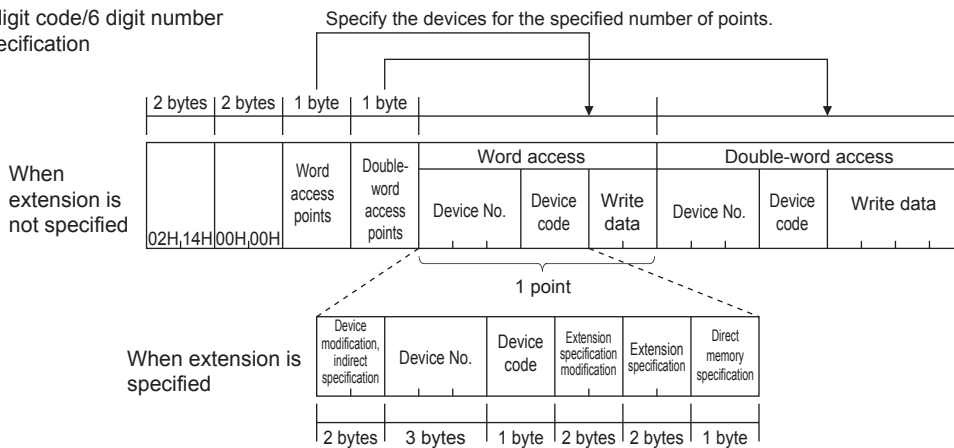 digit code/6 digit number
ecification
Specify the devices for the specified number of points.
2 bytes 2 bytes 1 byte 1 byte
When
extension is
not specified
02H 14H 00H 00H
Word
access
points
Double-
word
access
points
Word access
Device No.
Device
code
Write
data
Double-word access
Device No.
Device
code
Write data
1 point
When extension is
specified
Device
modification,
indirect
specification
Device No.
Device
code
Extension
specification
modification
Extension
specification
Direct
memory
specification
2 bytes 3 bytes 1 byte 2 bytes 2 bytes 1 byte